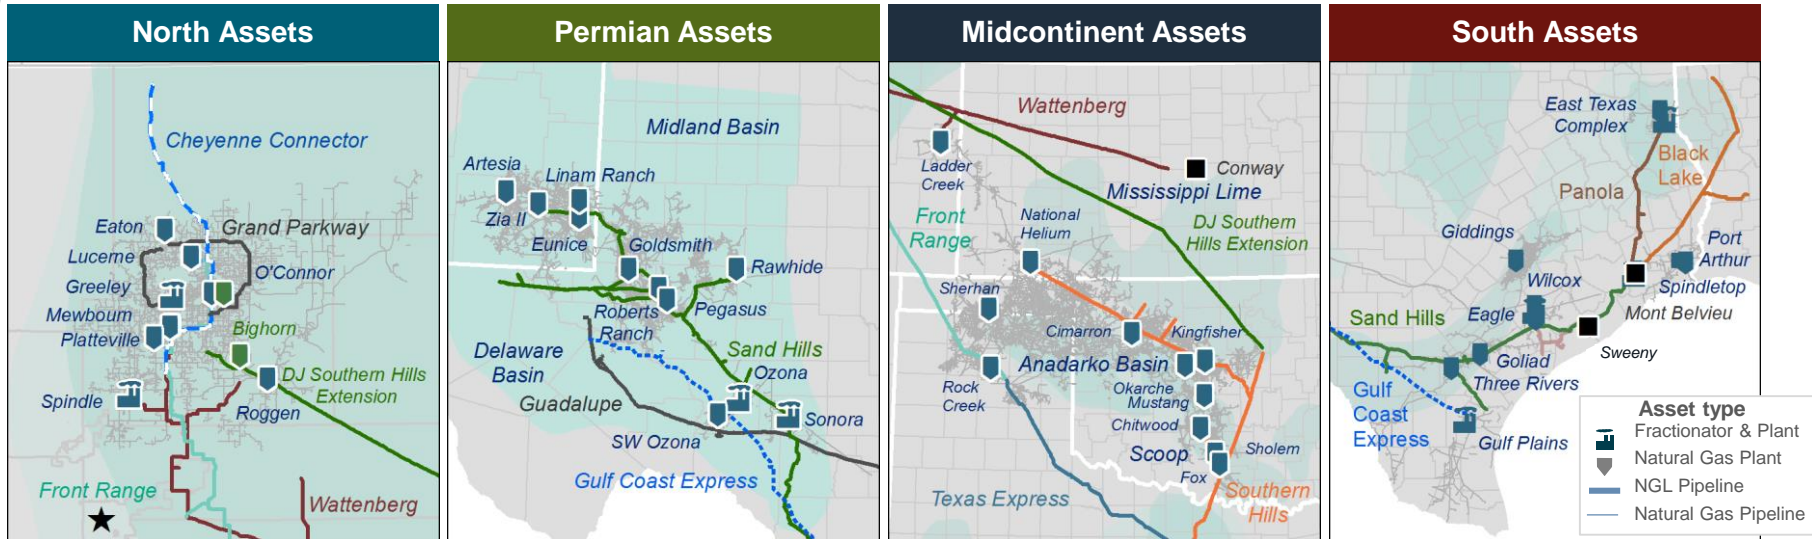 North Assets
Cheyenne Connector
Eaton
Grand Parkway
Lucerne
O'Connor
Greeley
Mewbourn
Platteville
Bighorn
DJ Southern Hills
Extension
Spindle
Roggen
Front Range
Wattenberg
Permian Assets
Midland Basin
Artesia
Linam Ranch
Zia II
Eunice
Goldsmith
Rawhide
Roberts
Ranch
Pegasus
Delaware
Basin
Sand Hills
Ozona
Guadalupe
Sonora
SW Ozona
Gulf Coast Express
Midcontinent Assets
Wattenberg
Ladder
Creek
Conway
Mississippi Lime
Front
Range
National
Helium
DJ Southern
Hills Extension
Sherhan
Cimarron
Kingfisher
Anadarko Basin
Rock
Creek
Okarche
Mustang
Chitwood
Scoop
Sholem
Fox
Texas Express
Southern
Hills
South Assets
East Texas
Complex
Black
Lake
Panola
Giddings
Port
Arthur
Wilcox
Spindletop
Eagle
Mont Belvieu
Sand Hills
Sweeny
Goliad
Three Rivers
Gulf
Coast
Express
Gulf Plains
Asset type
Fractionator & Plant
Natural Gas Plant
NGL Pipeline
Natural Gas Pipeline